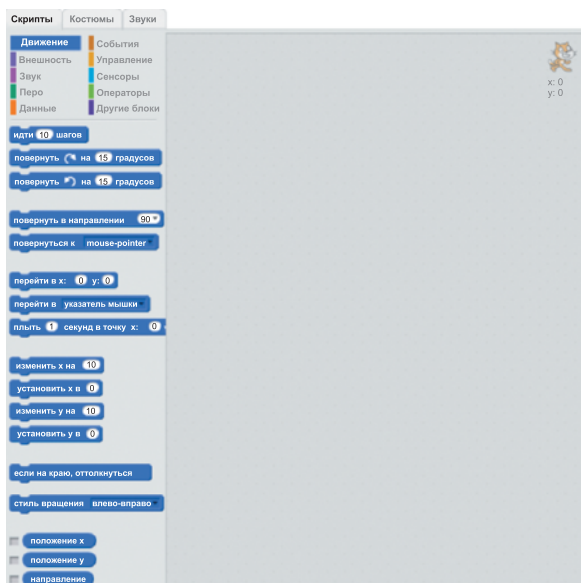 Скрипты Костюмы Звуки
Движение События
Внешность Управление
Звук Сенсоры
Перо Операторы
Данные Другие блоки
x: 0
y: 0
идти 10 шагов
повернуть на 15 градусов
повернуть на 15 градусов
повернуть в направлении 90
повернуться к mouse-pointer
перейти в x: 0 y: 0
перейти в указатель мышки
плыть 1 секунд в точку x: 0
изменить x на 10
установить x в 0
изменить y на 10
установить y в 0
если на краю, оттолкнуться
стиль вращения влево-вправо
положение x
положение y
направление